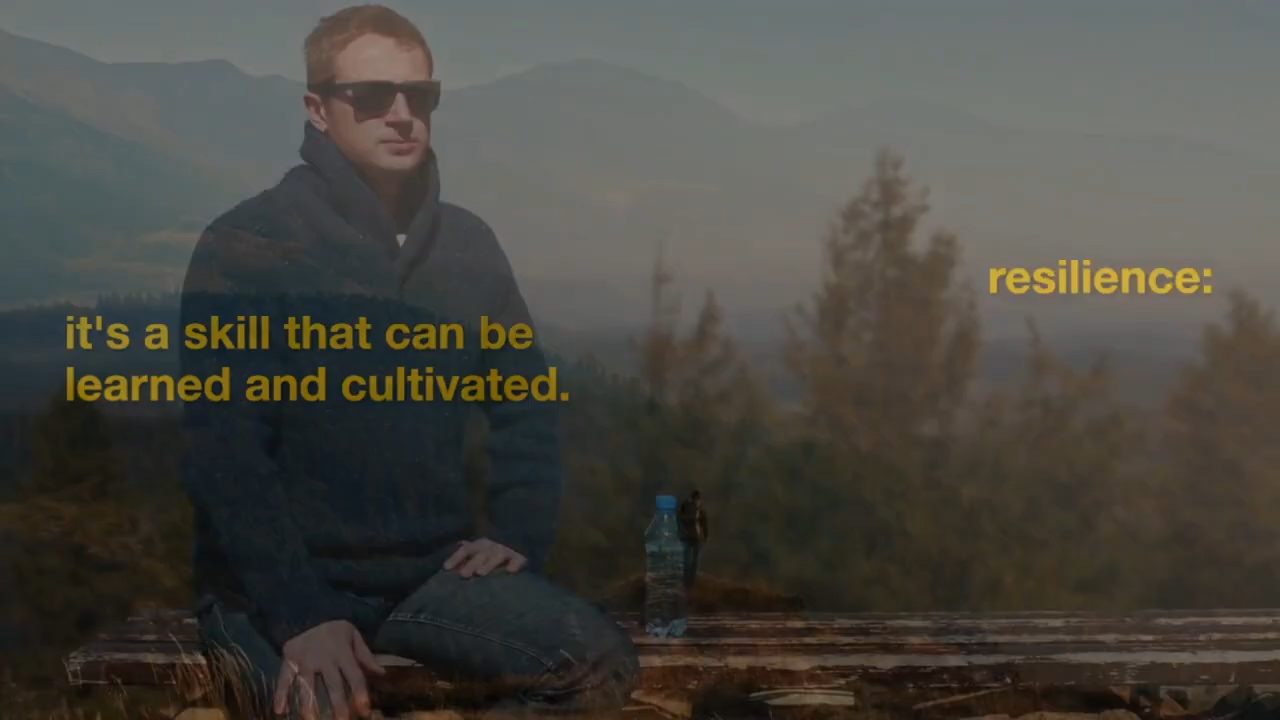 resilience:
it's a skill that can be
learned and cultivated.